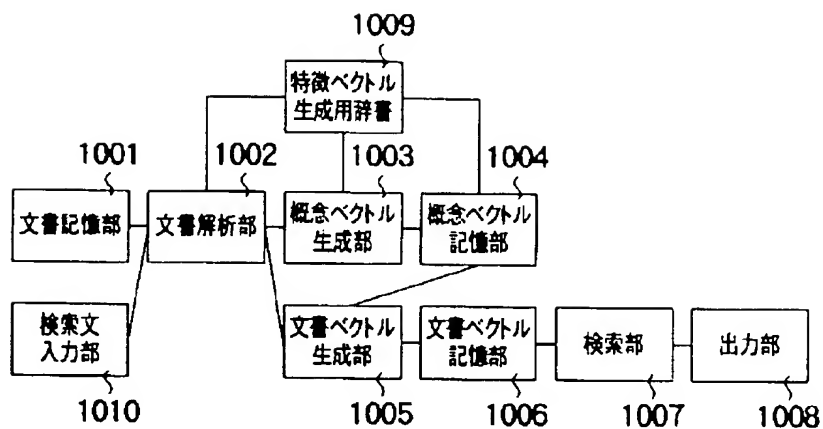 1009
特徴ベクトル
生成用辞書
1001
1002
1003
1004
文書記憶部
文書解析部
概念ベクトル
生成部
概念ベクトル
記憶部
検索文
入力部
文書ベクトル
生成部
文書ベクトル
記憶部
検索部
出力部
1010
1005
1006
1007
1008